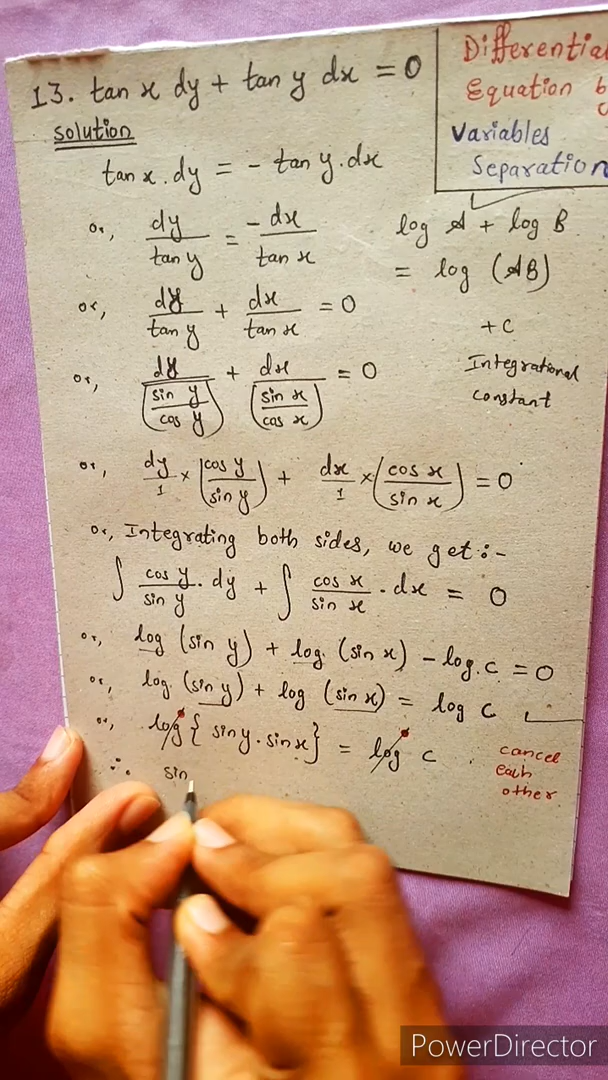 13. tan x dy + tan y dx = 0
Differential
Equation by
Variables
Separation
solution
tan x . dy = - tan y . dx
or, dy/tan y = -dx/tan x
log A + log B
= log (AB)
or, dy/tan y + dx/tan x = 0
+ C
Integrational
constant
or, dy/(sin y/cos y) + dx/(sin x/cos x) = 0
or, dy/1 × (cos y/sin y) + dx/1 × (cos x/sin x) = 0
or, Integrating both sides, we get :-
∫ cos y/sin y . dy + ∫ cos x/sin x . dx = 0
or, log (sin y) + log (sin x) - log c = 0
or, log (sin y) + log (sin x) = log c
or, log { sin y . sin x } = log c
cancel
each
other
∴ sin
PowerDirector